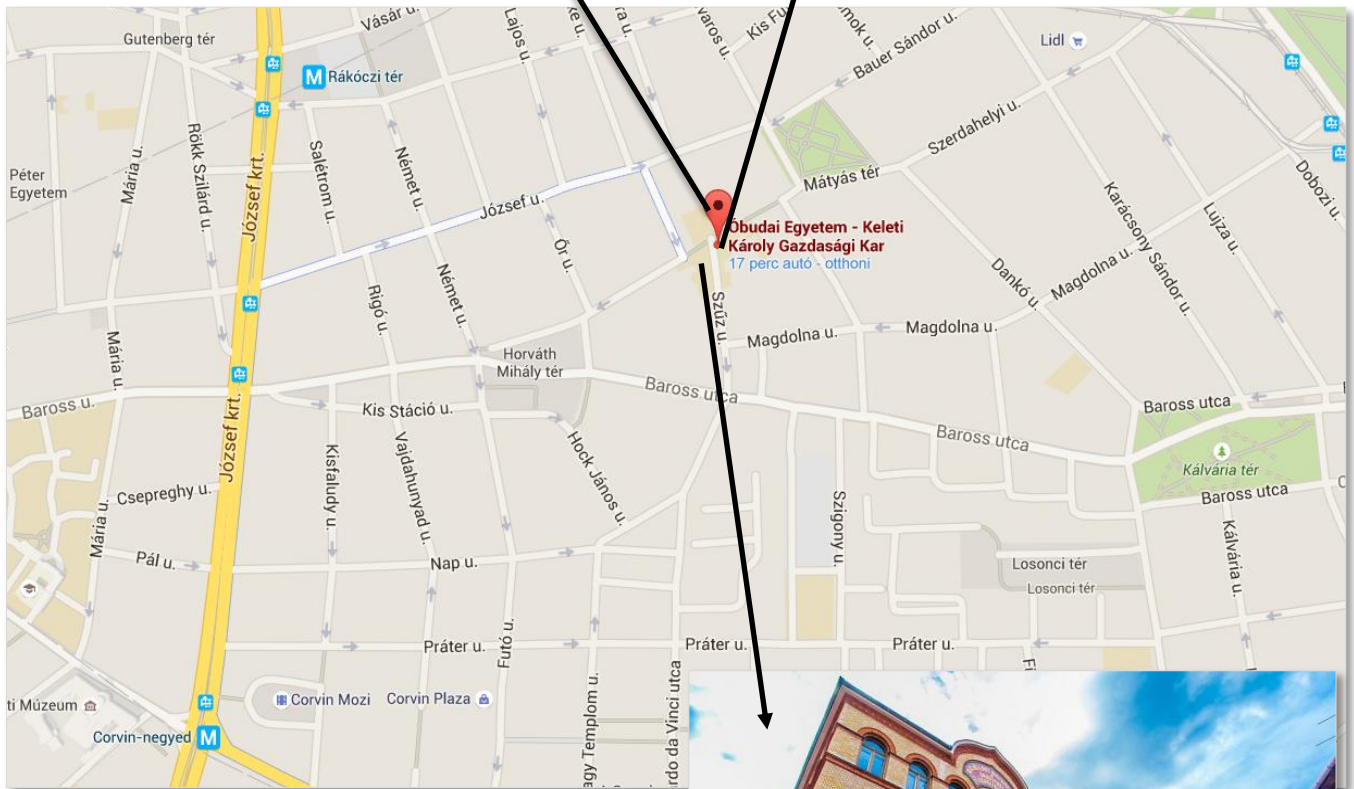 Vásár u.
Lajos u.
Kis
Gutenberg tér
M Rákóczi tér
Bauer Sándor u.
Lidl
Péter
Egyetem
Mária u.
Rökk Szilárd u.
József krt.
Salétrom u.
Német u.
József u.
Őr u.
Mátyás tér
Szerdahelyi u.
Karácsony Sándor u.
Lujza u.
Dobozi u.
Óbudai Egyetem - Keleti
Károly Gazdasági Kar
17 perc autó - otthoni
Dankó u.
Magdolna u.
Rigó u.
Német u.
Szűz u.
Magdolna u.
Magdolna u.
Mária u.
Horváth
Mihály tér
Baross u.
József krt.
Kis Stáció u.
Baross utca
Baross utca
Baross utca
Kálvária tér
Baross utca
Csepreghy u.
Mária u.
Kisfaludy u.
Vajdahunyad u.
Hock János u.
Szigony u.
Kálvária u.
Pál u.
Nap u.
Losonci tér
Losonci tér
Práter u.
Futó u.
Práter u.
Práter u.
ti Múzeum
Corvin Mozi
Corvin Plaza
Corvin-negyed M
agy Templom u.
rdo da Vinci utca